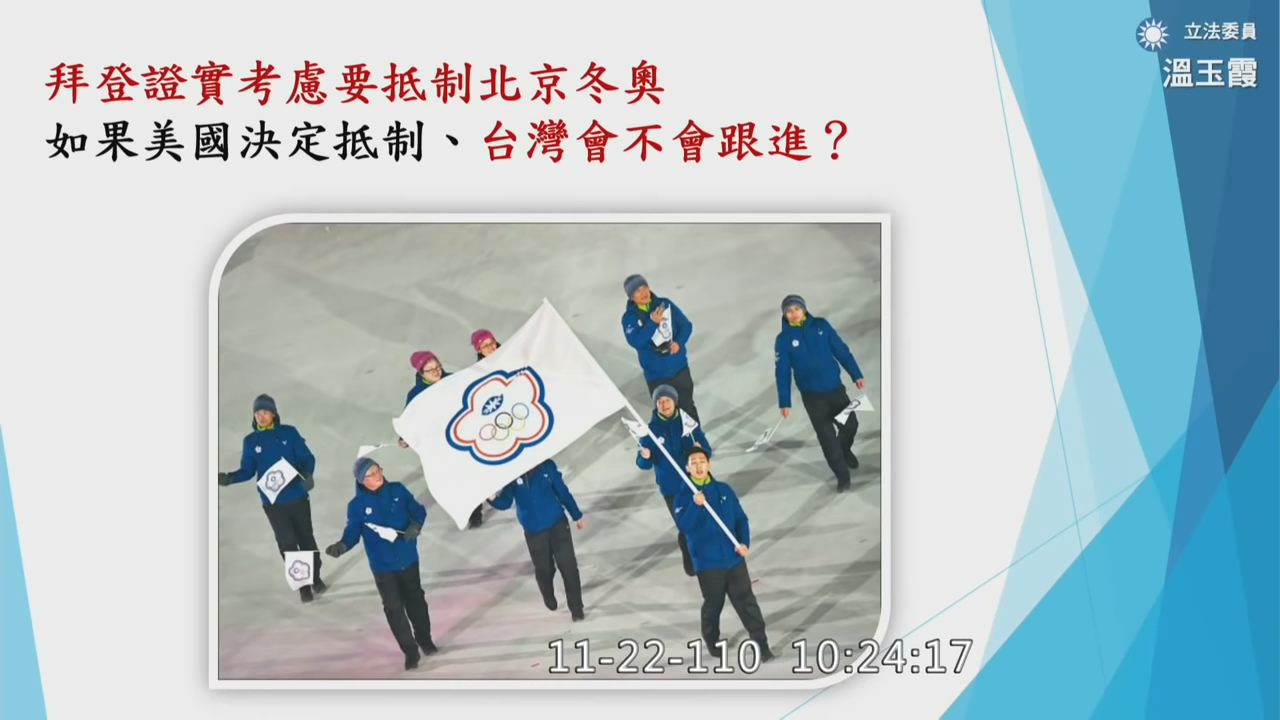 立法委員
溫玉霞
拜登證實考慮要抵制北京冬奧
如果美國決定抵制、台灣會不會跟進？
11-22-110 10:24:17